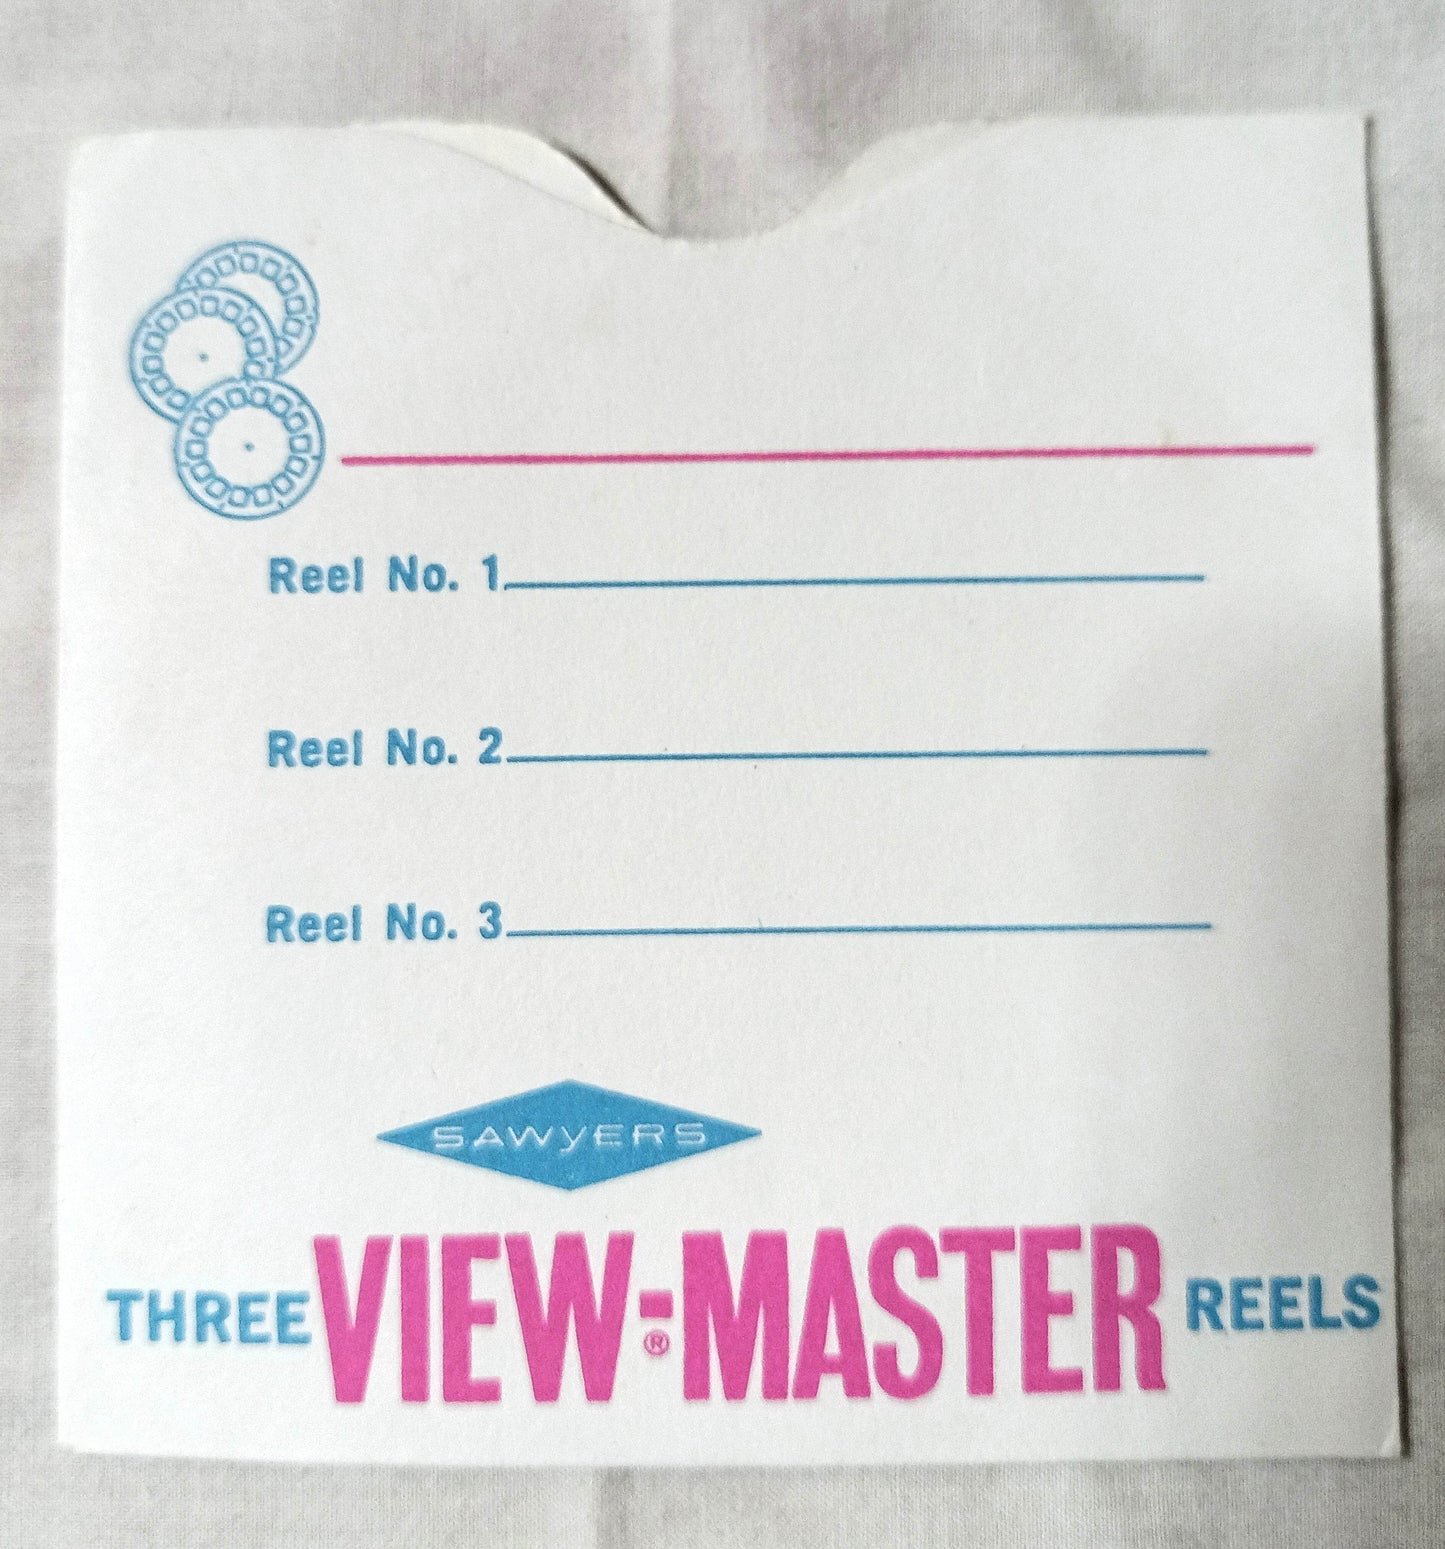 Reel No. 1
Reel No. 2
Reel No. 3
SAWYERS
THREE VIEW-MASTER® REELS